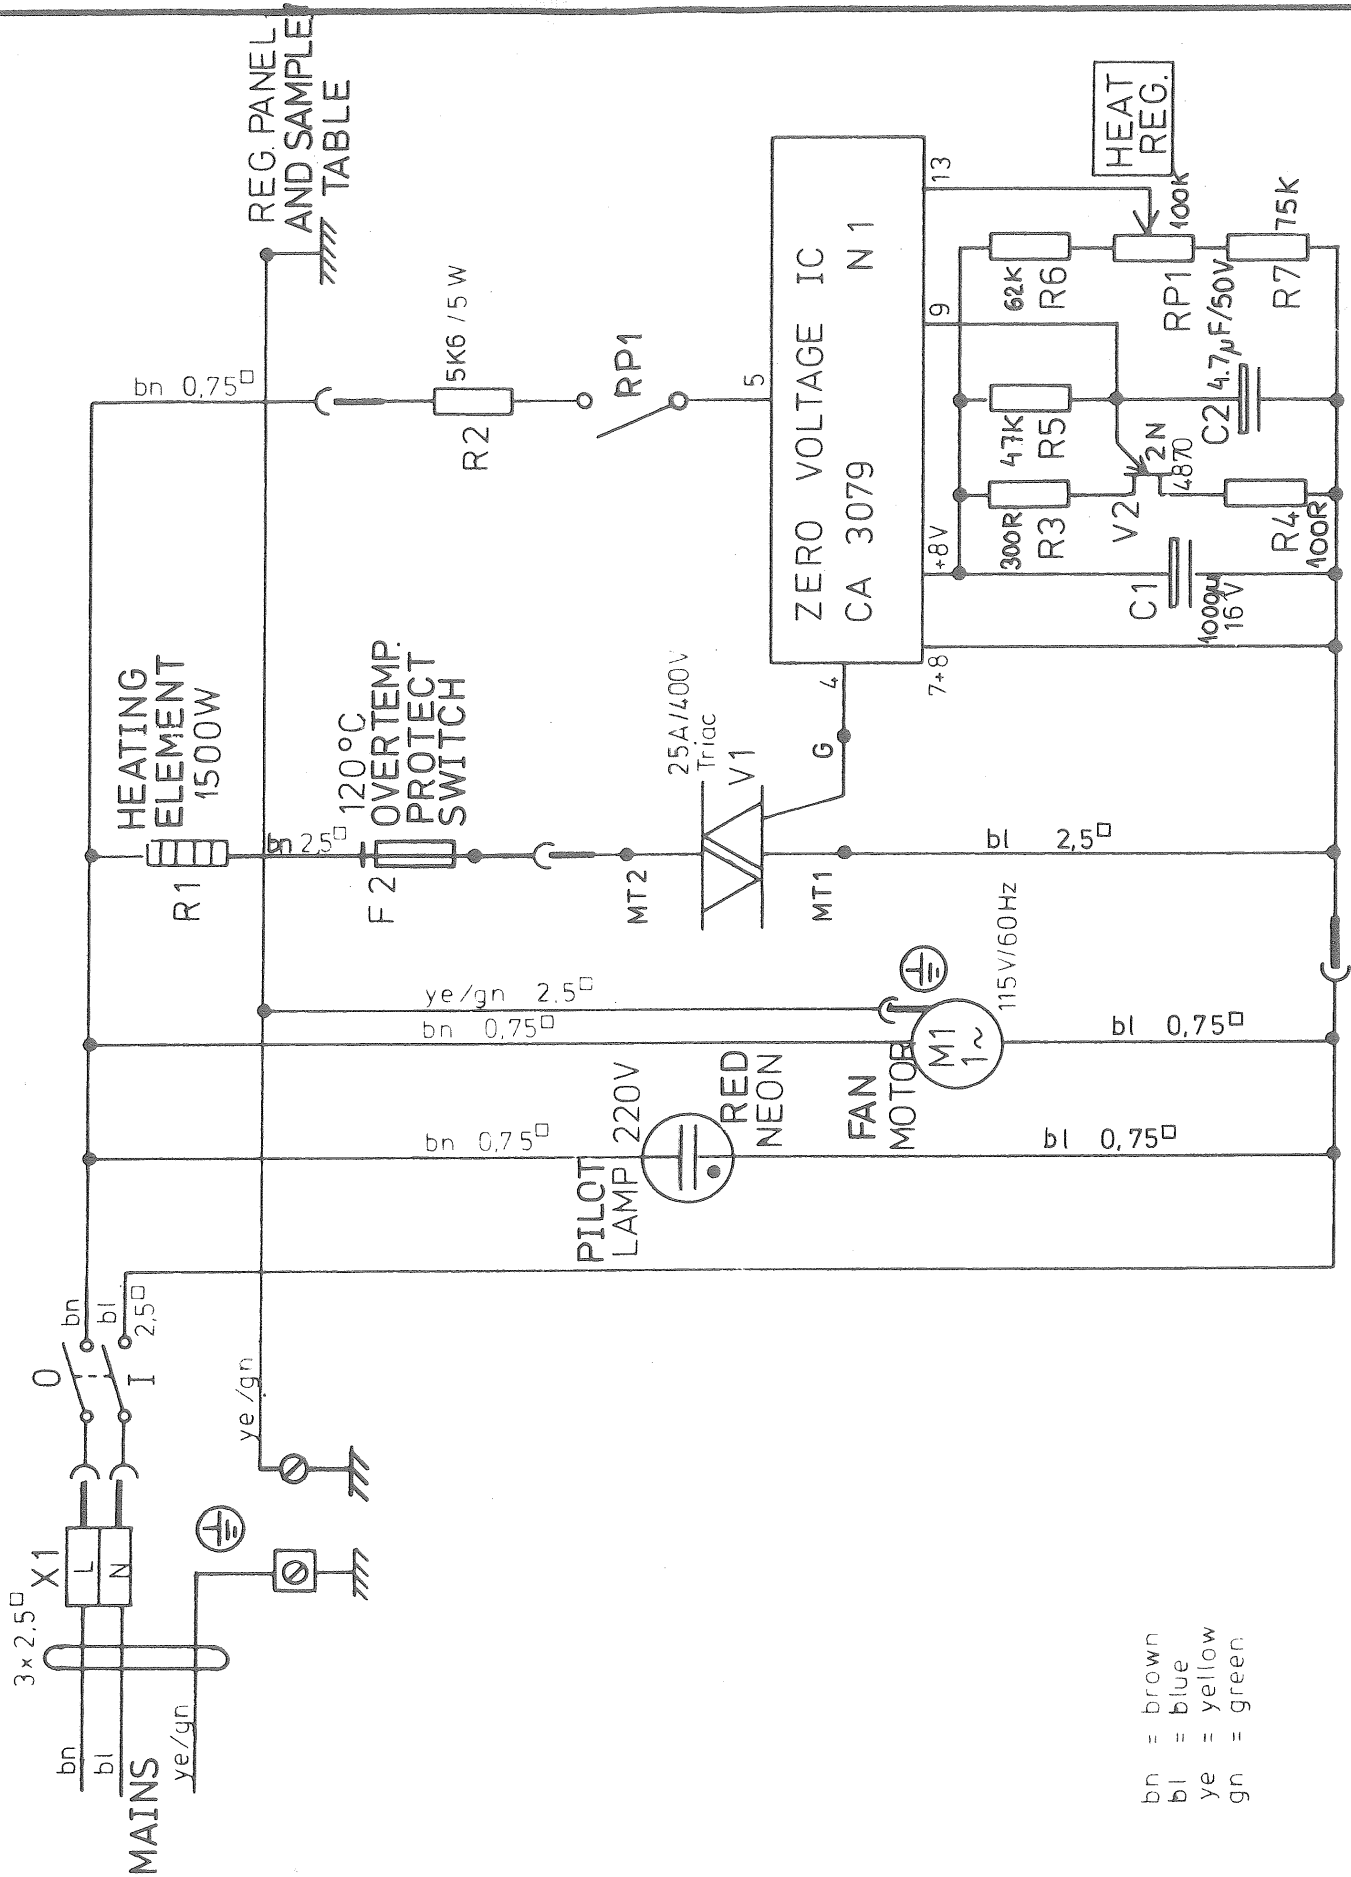 3 x 2,5□
X1
L
N
bn
bl
ye/gn
MAINS
O
I
bn
bl
2,5□
ye/gn
HEATING
ELEMENT
1500W
R1
bn 2,5□
120°C
OVERTEMP.
PROTECT
SWITCH
F2
REG. PANEL
AND SAMPLE
TABLE
bn 0,75□
5K6 / 5 W
R2
RP1
5
ye/gn 2,5□
bn 0,75□
bn 0,75□
PILOT
LAMP 220V
RED
NEON
FAN
MOTOR
M1
1~
115V/60Hz
bl 0,75□
bl 0,75□
MT2
25A/400V
Triac
V1
MT1
G
4
bl 2,5□
ZERO VOLTAGE IC
CA 3079 N1
7+8
+8V
9
13
HEAT
REG.
300R
R3
47K
R5
62K
R6
100K
RP1
75K
R7
V2
2N
4870
C2
4.7µF/50V
C1
1000µ
16V
R4
100R
bn = brown
bl = blue
ye = yellow
gn = green